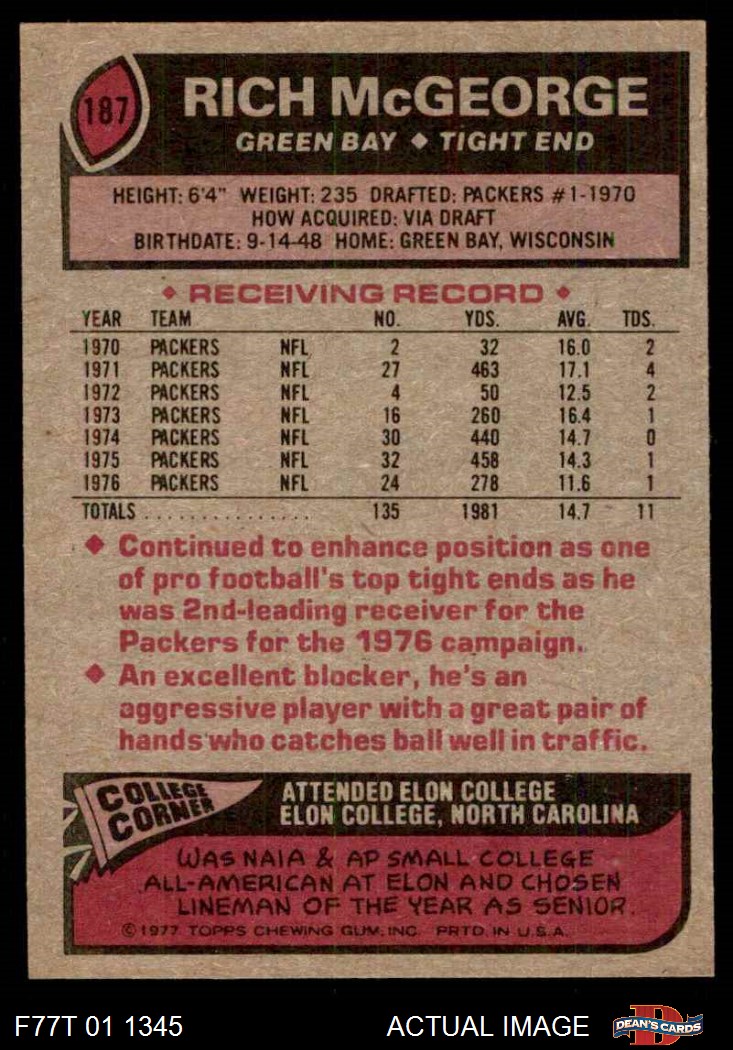 187
RICH McGEORGE
GREEN BAY ◆ TIGHT END
HEIGHT: 6'4" WEIGHT: 235 DRAFTED: PACKERS #1-1970
HOW ACQUIRED: VIA DRAFT
BIRTHDATE: 9-14-48 HOME: GREEN BAY, WISCONSIN
◆ RECEIVING RECORD ◆
YEAR TEAM NO. YDS. AVG. TDS.
1970 PACKERS NFL 2 32 16.0 2
1971 PACKERS NFL 27 463 17.1 4
1972 PACKERS NFL 4 50 12.5 2
1973 PACKERS NFL 16 260 16.4 1
1974 PACKERS NFL 30 440 14.7 0
1975 PACKERS NFL 32 458 14.3 1
1976 PACKERS NFL 24 278 11.6 1
TOTALS ................ 135 1981 14.7 11
◆ Continued to enhance position as one
of pro football's top tight ends as he
was 2nd-leading receiver for the
Packers for the 1976 campaign.
◆ An excellent blocker, he's an
aggressive player with a great pair of
hands who catches ball well in traffic.
COLLEGE
CORNER
ATTENDED ELON COLLEGE
ELON COLLEGE, NORTH CAROLINA
WAS NAIA & AP SMALL COLLEGE
ALL-AMERICAN AT ELON AND CHOSEN
LINEMAN OF THE YEAR AS SENIOR.
©1977 TOPPS CHEWING GUM, INC. PRTD. IN U.S.A.
F77T 01 1345 ACTUAL IMAGE
D
DEAN'S CARDS